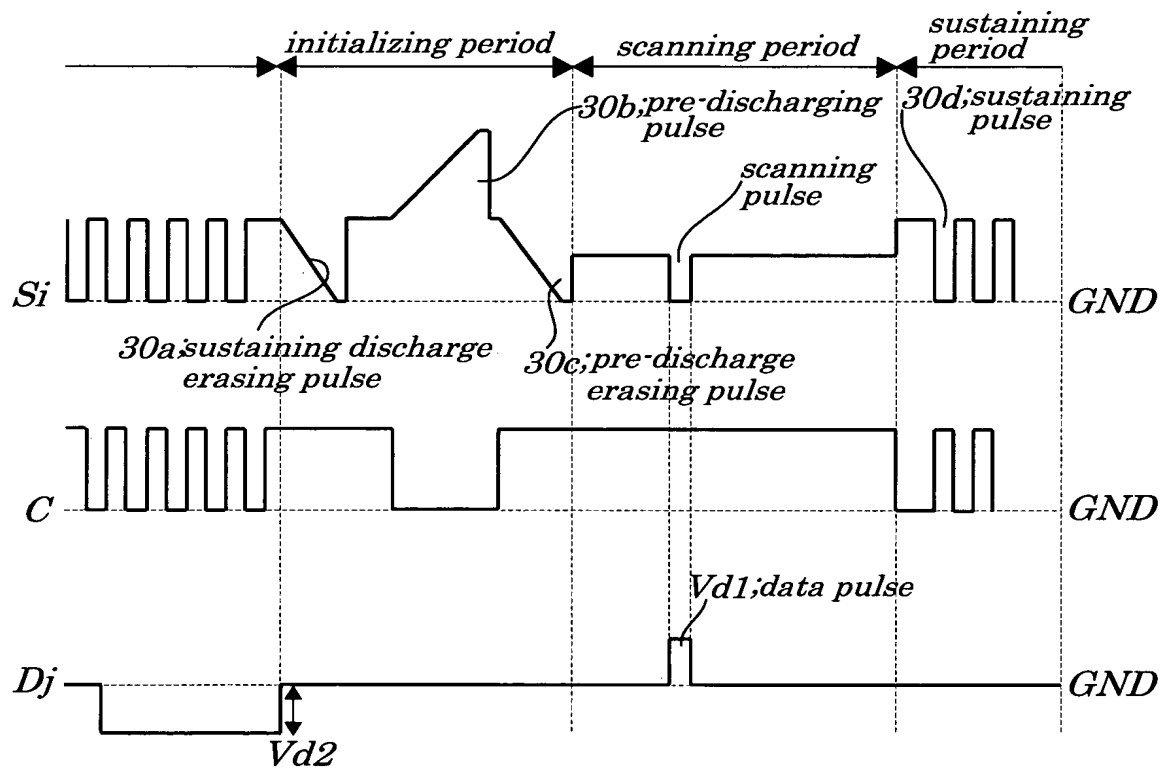 initializing period
scanning period
sustaining
period
30b;pre-discharging
pulse
30d;sustaining
pulse
scanning
pulse
Si
GND
30a;sustaining discharge
erasing pulse
30c;pre-discharge
erasing pulse
C
GND
Vd1;data pulse
Dj
GND
Vd2